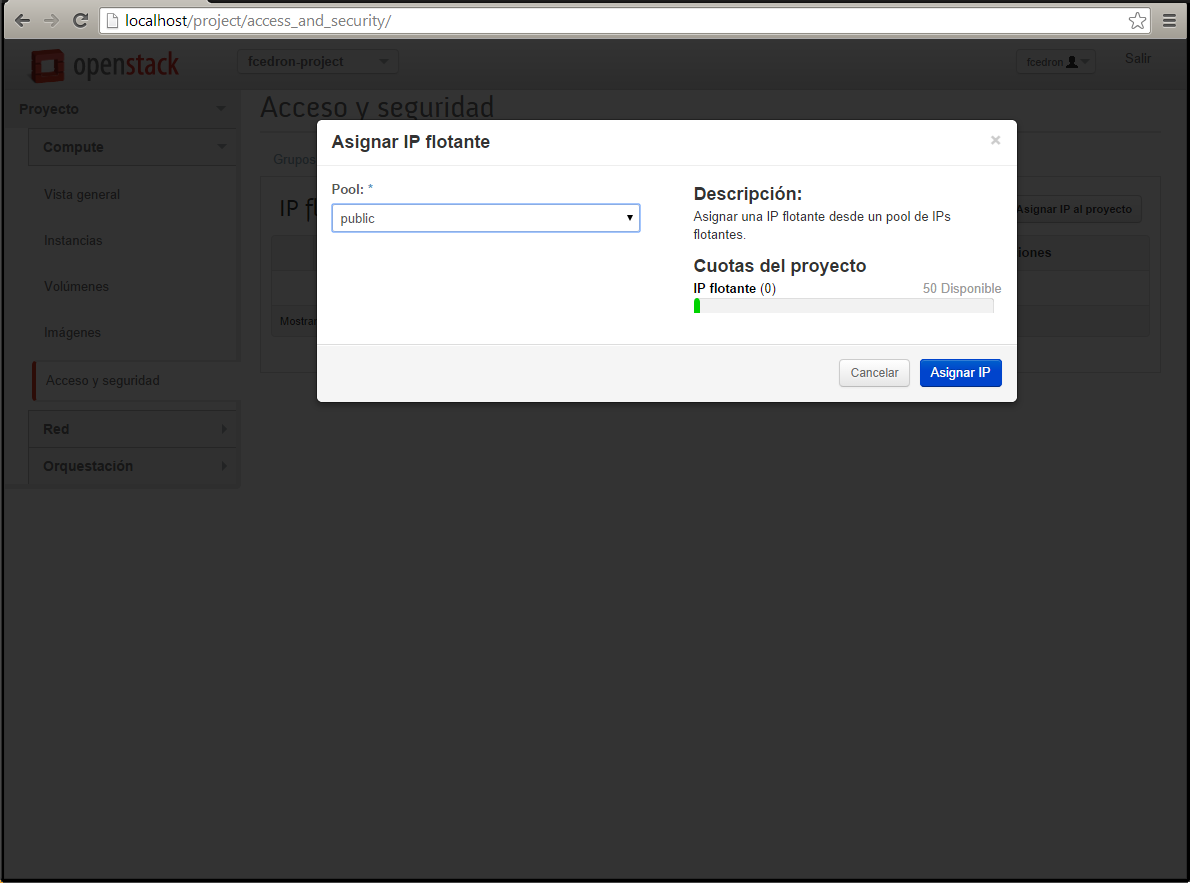 localhost/project/access_and_security/
openstack
fcedron-project
fcedron
Salir
Proyecto
Compute
Vista general
Instancias
Volúmenes
Imágenes
Acceso y seguridad
Red
Orquestación
Acceso y seguridad
Grupos
IP
Asignar IP al proyecto
iones
Mostrar
Asignar IP flotante
×
Pool: *
public
Descripción:
Asignar una IP flotante desde un pool de IPs
flotantes.
Cuotas del proyecto
IP flotante (0) 50 Disponible
Cancelar Asignar IP